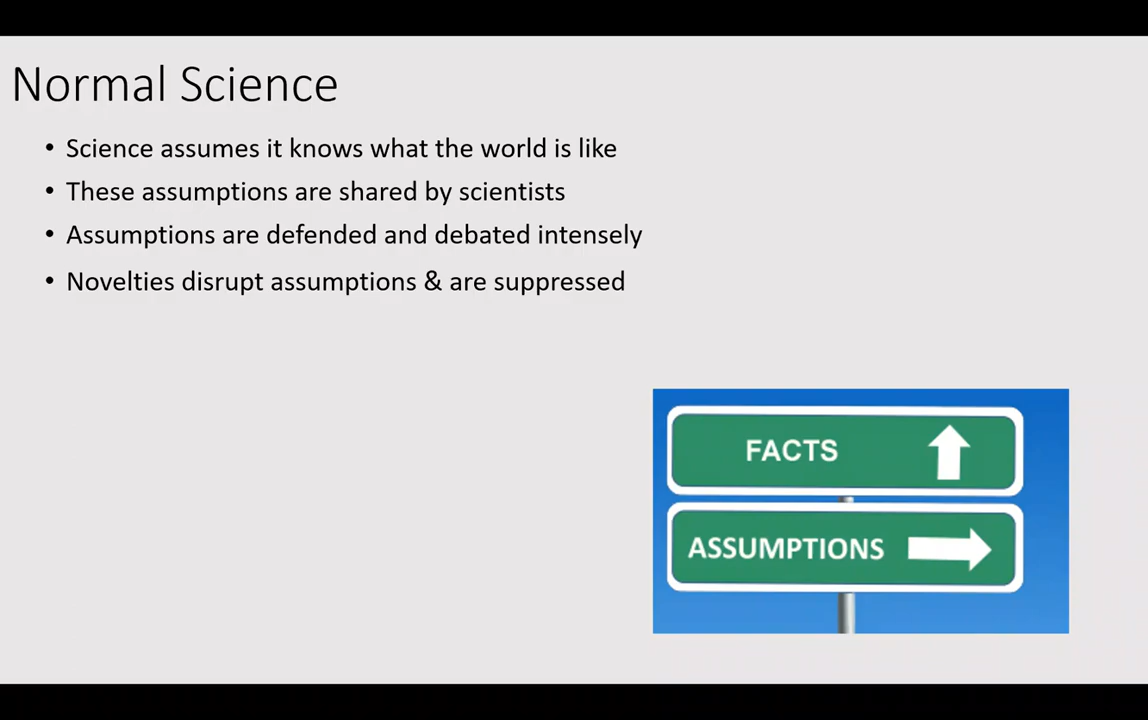 Normal Science
• Science assumes it knows what the world is like
• These assumptions are shared by scientists
• Assumptions are defended and debated intensely
• Novelties disrupt assumptions & are suppressed
FACTS
ASSUMPTIONS